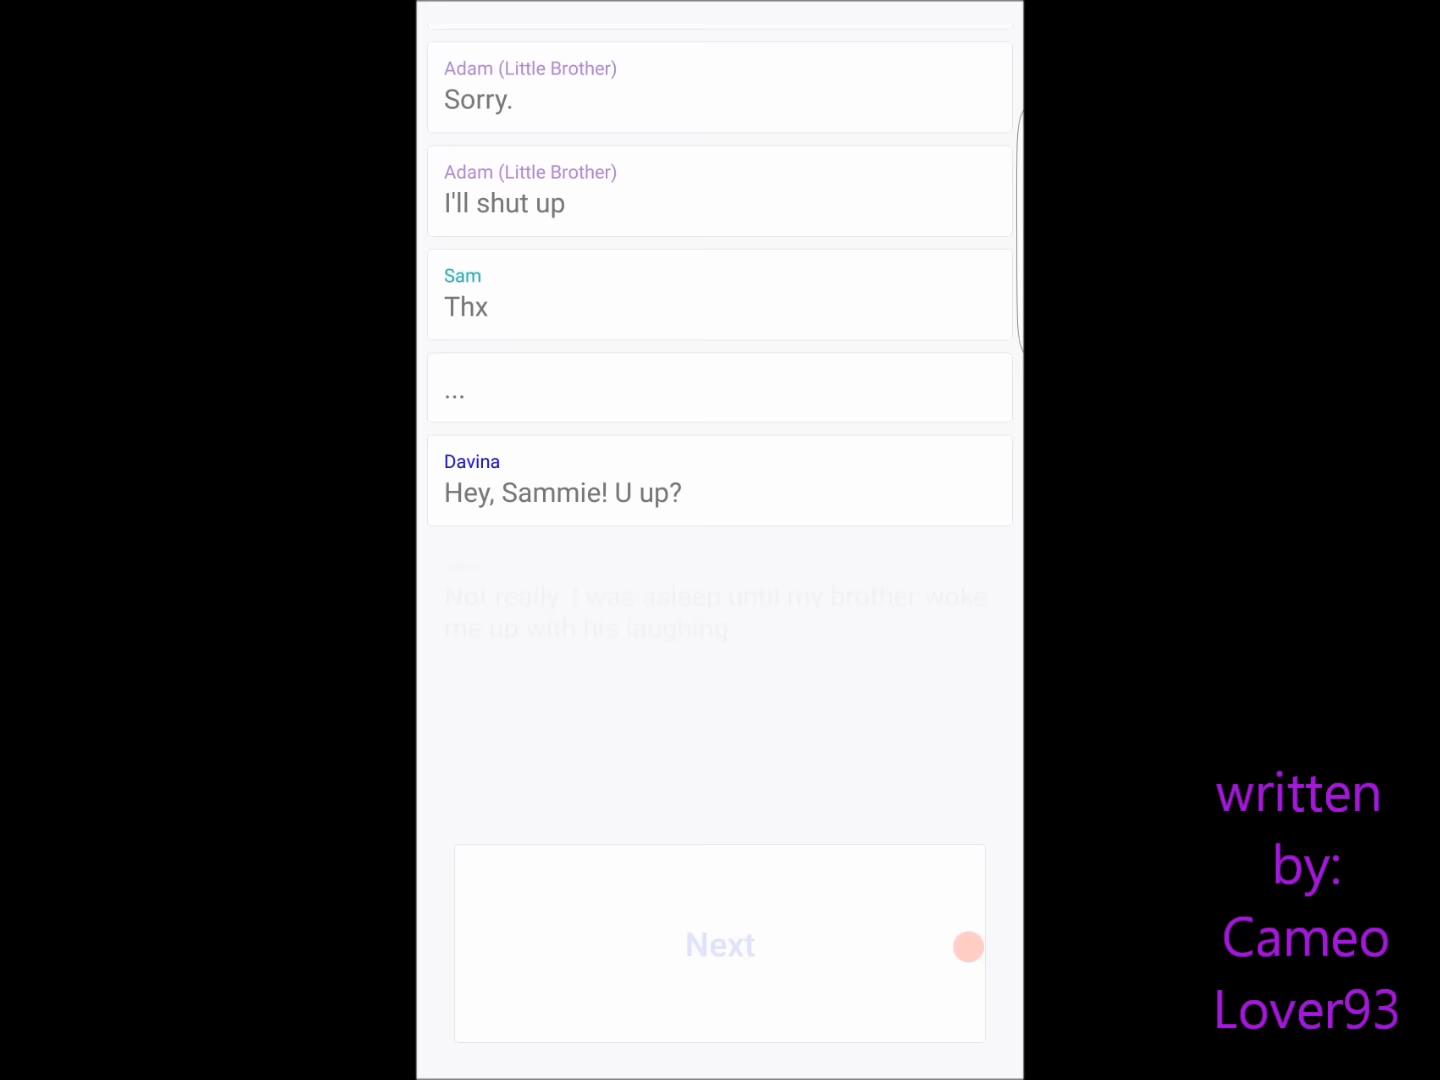 Adam (Little Brother)
Sorry.
Adam (Little Brother)
I'll shut up
Sam
Thx
...
Davina
Hey, Sammie! U up?
Not really. I was asleep until my brother woke
me up with his laughing
Next
written
by:
Cameo
Lover93